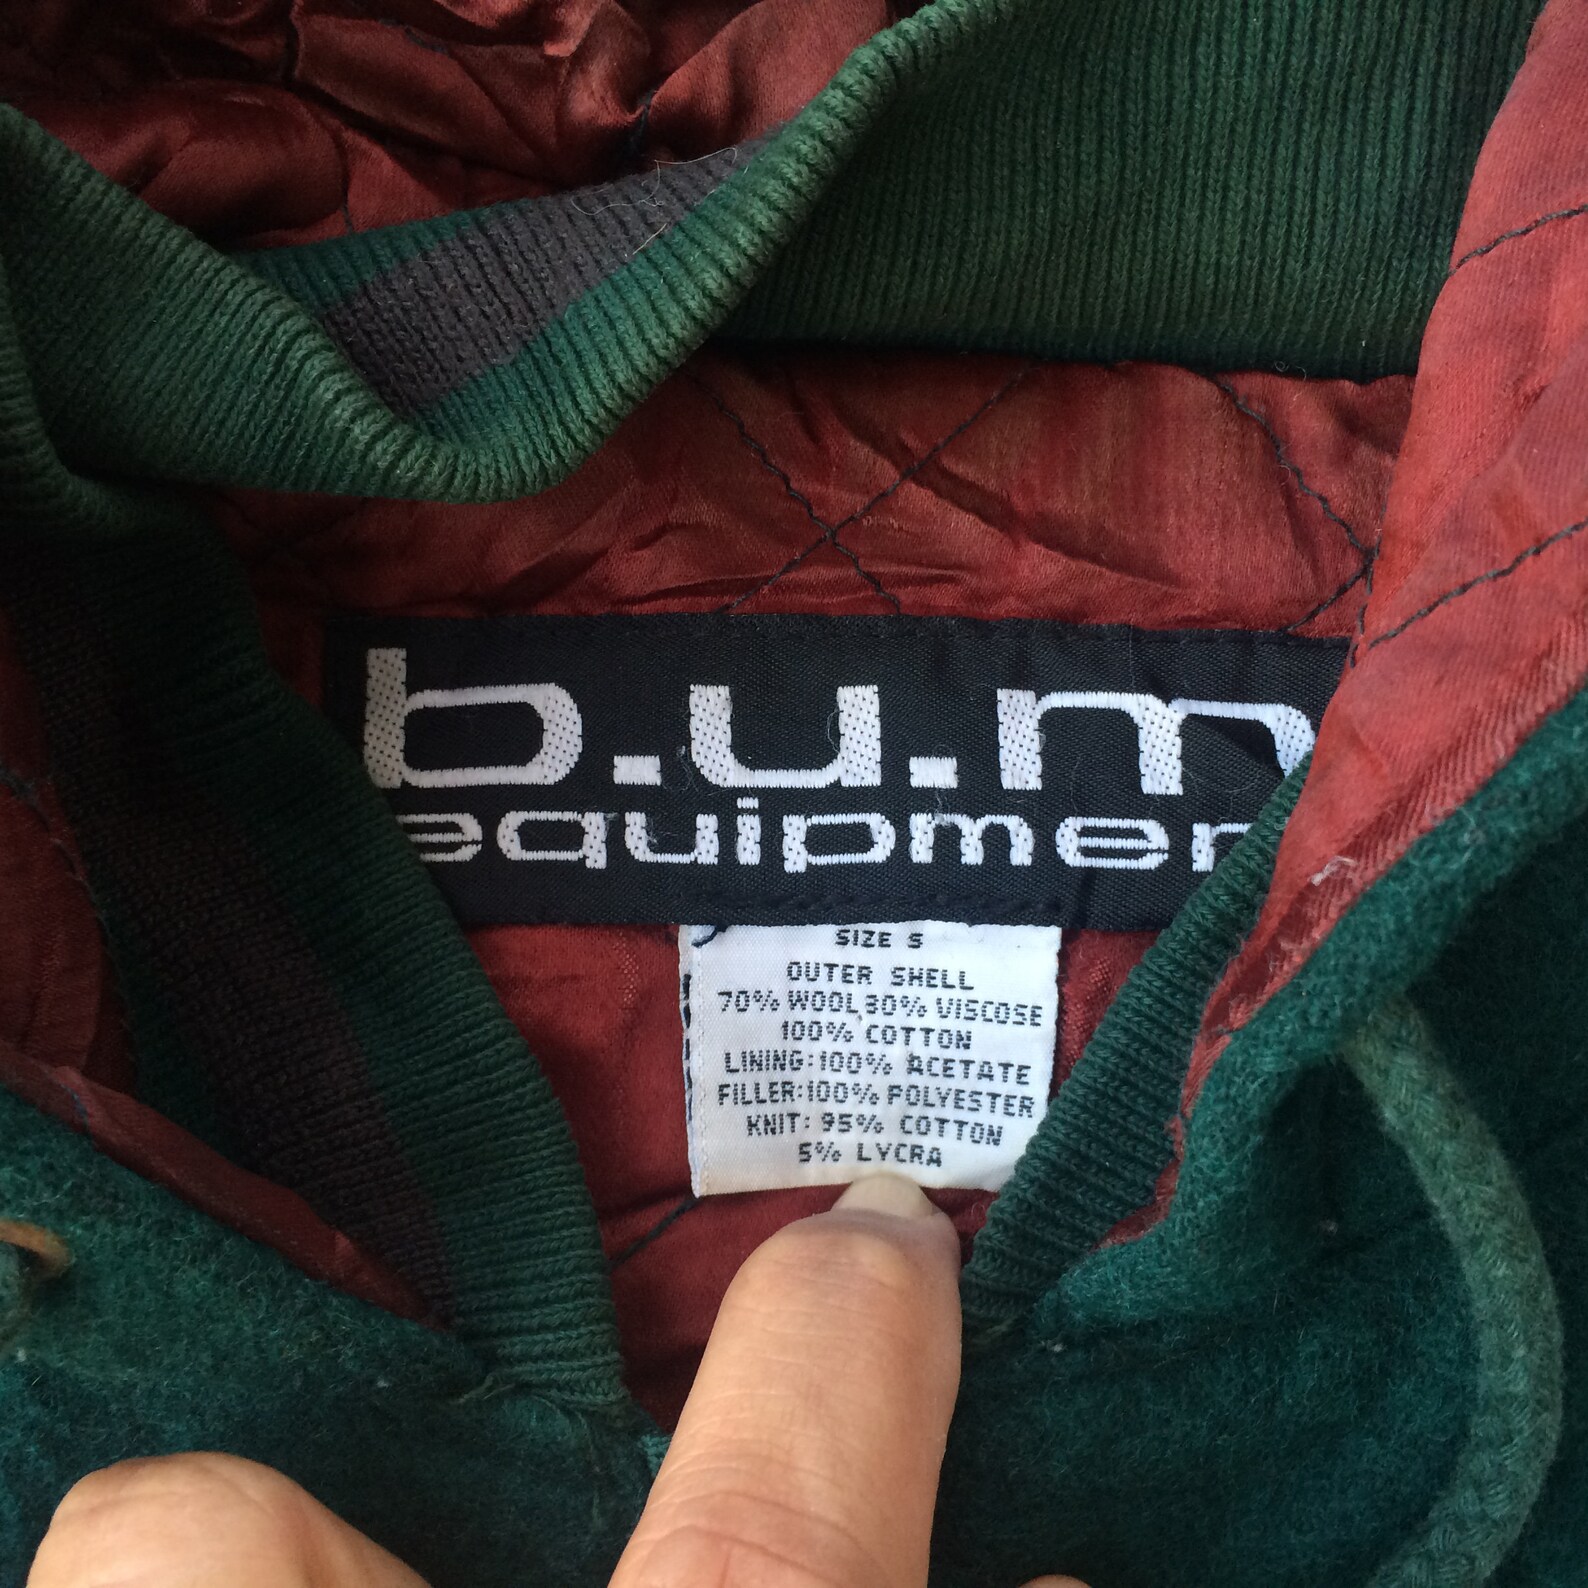 b.u.m
equipmen
SIZE S
OUTER SHELL
70% WOOL,30% VISCOSE
100% COTTON
LINING:100% ACETATE
FILLER:100% POLYESTER
KNIT: 95% COTTON
5% LYCRA